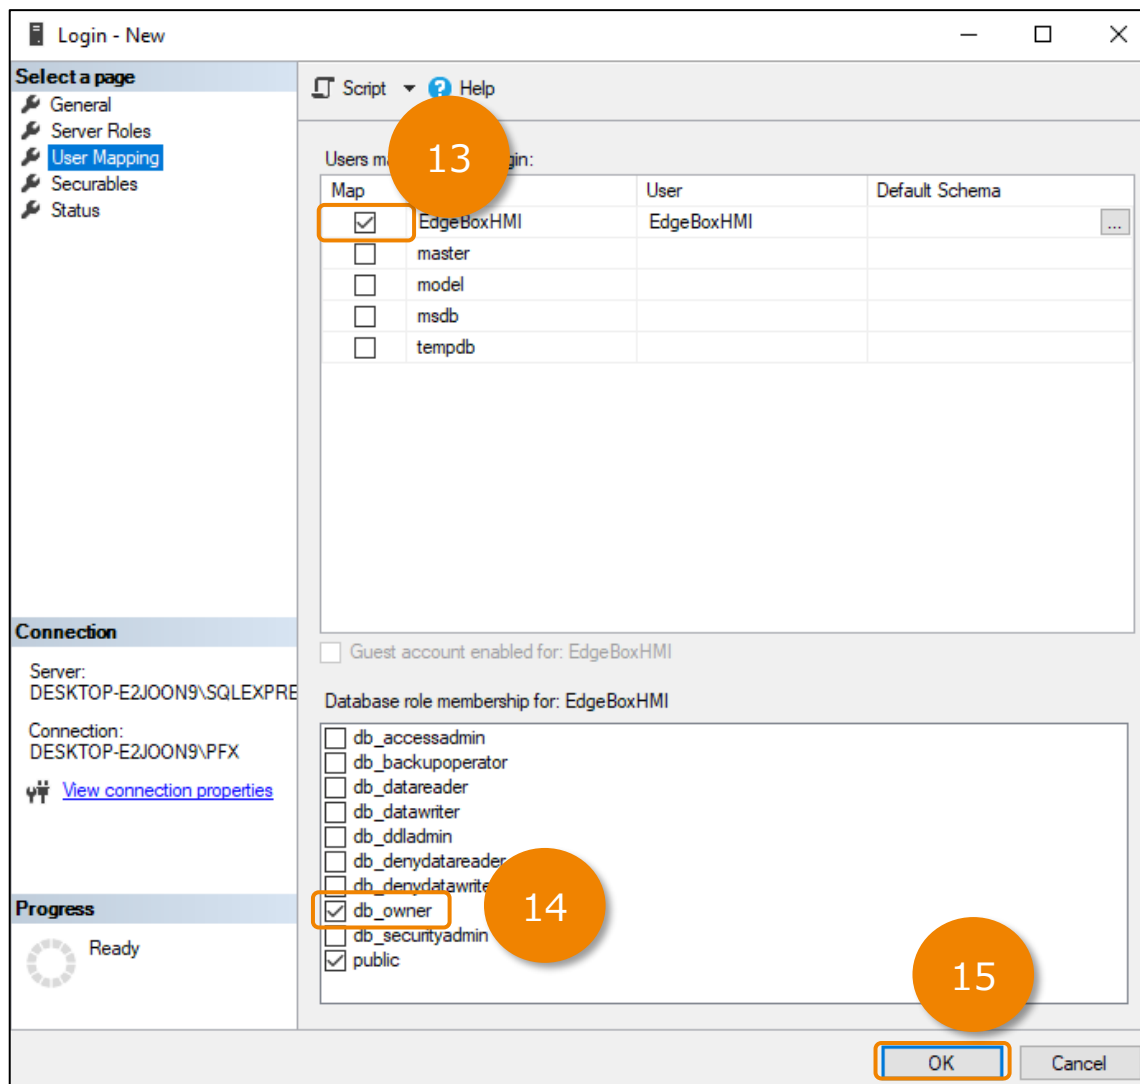 Login - New
Select a page
General
Server Roles
User Mapping
Securables
Status
Script Help
13
Users gin:
Map User Default Schema
EdgeBoxHMI EdgeBoxHMI ...
master
model
msdb
tempdb
Guest account enabled for: EdgeBoxHMI
Database role membership for: EdgeBoxHMI
db_accessadmin
db_backupoperator
db_datareader
db_datawriter
db_ddladmin
db_denydatareader
db_denydatawrite
db_owner
14
db_securityadmin
public
Connection
Server:
DESKTOP-E2JOON9\SQLEXPRE
Connection:
DESKTOP-E2JOON9\PFX
View connection properties
Progress
Ready
15
OK Cancel